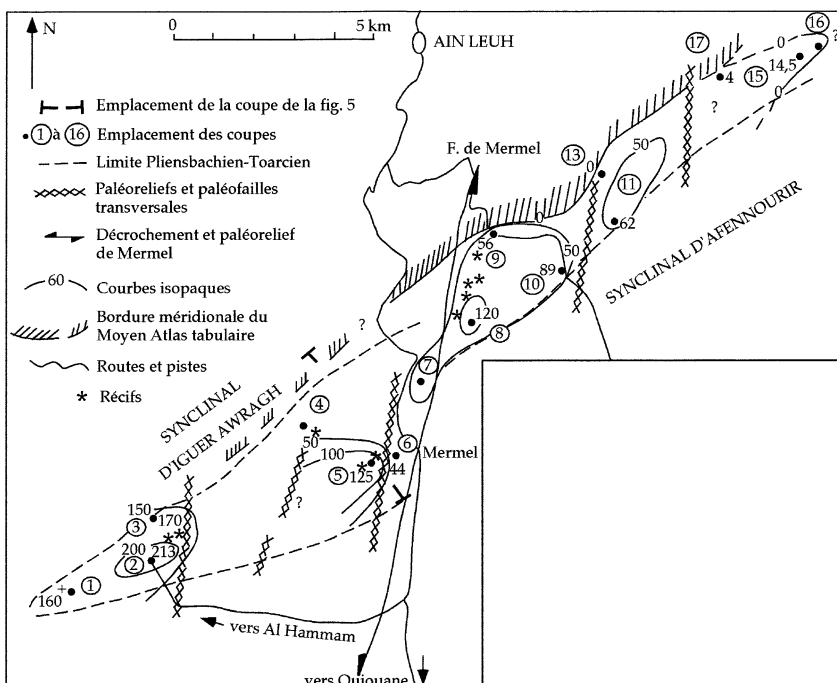 N
0 5 km
AIN LEUH
Emplacement de la coupe de la fig. 5
① à ⑯ Emplacement des coupes
Limite Pliensbachien-Toarcien
Paléoreliefs et paléofailles
transversales
Décrochement et paléorelief
de Mermel
60 Courbes isopaques
Bordure méridionale du
Moyen Atlas tabulaire
Routes et pistes
* Récifs
F. de Mermel
16
17
0 ?
14,5
15
4
0
?
13
0
50
11
62
SYNCLINAL D'AFENNOURIR
0
56
9
50
89
10
120
8
?
7
SYNCLINAL
D'IGUER AWRAGH
4
50
100
5
125
6
44
Mermel
?
150
170
3
200
213
2
1
160
+
vers Al Hammam
vers Ouiouane